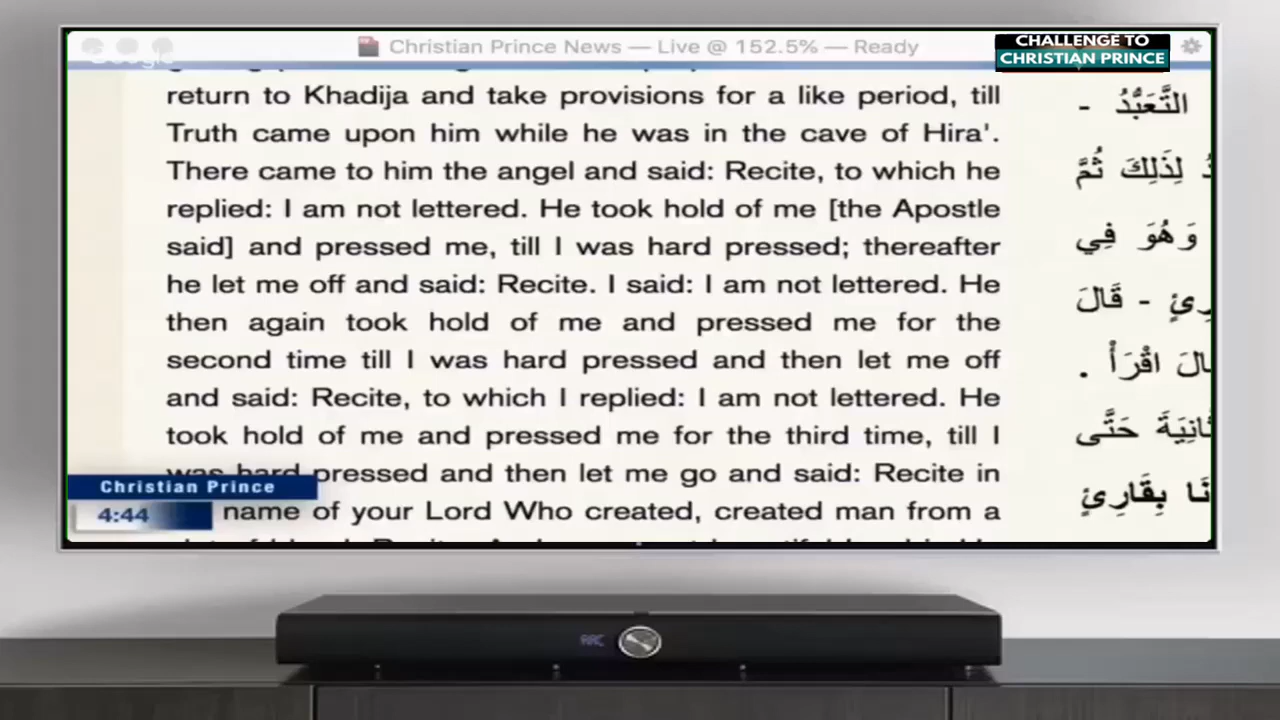 Christian Prince News — Live @ 152.5% — Ready
CHALLENGE TO
CHRISTIAN PRINCE
Google
return to Khadija and take provisions for a like period, till
Truth came upon him while he was in the cave of Hira'.
There came to him the angel and said: Recite, to which he
replied: I am not lettered. He took hold of me [the Apostle
said] and pressed me, till I was hard pressed; thereafter
he let me off and said: Recite. I said: I am not lettered. He
then again took hold of me and pressed me for the
second time till I was hard pressed and then let me off
and said: Recite, to which I replied: I am not lettered. He
took hold of me and pressed me for the third time, till I
was hard pressed and then let me go and said: Recite in
name of your Lord Who created, created man from a
التَّعَبُّدُ -
لِذَلِكَ ثُمَّ
وَهُوَ فِي
- قَالَ
اقْرَأْ .
حَتَّى
بِقَارِئٍ
Christian Prince
4:44
ARC